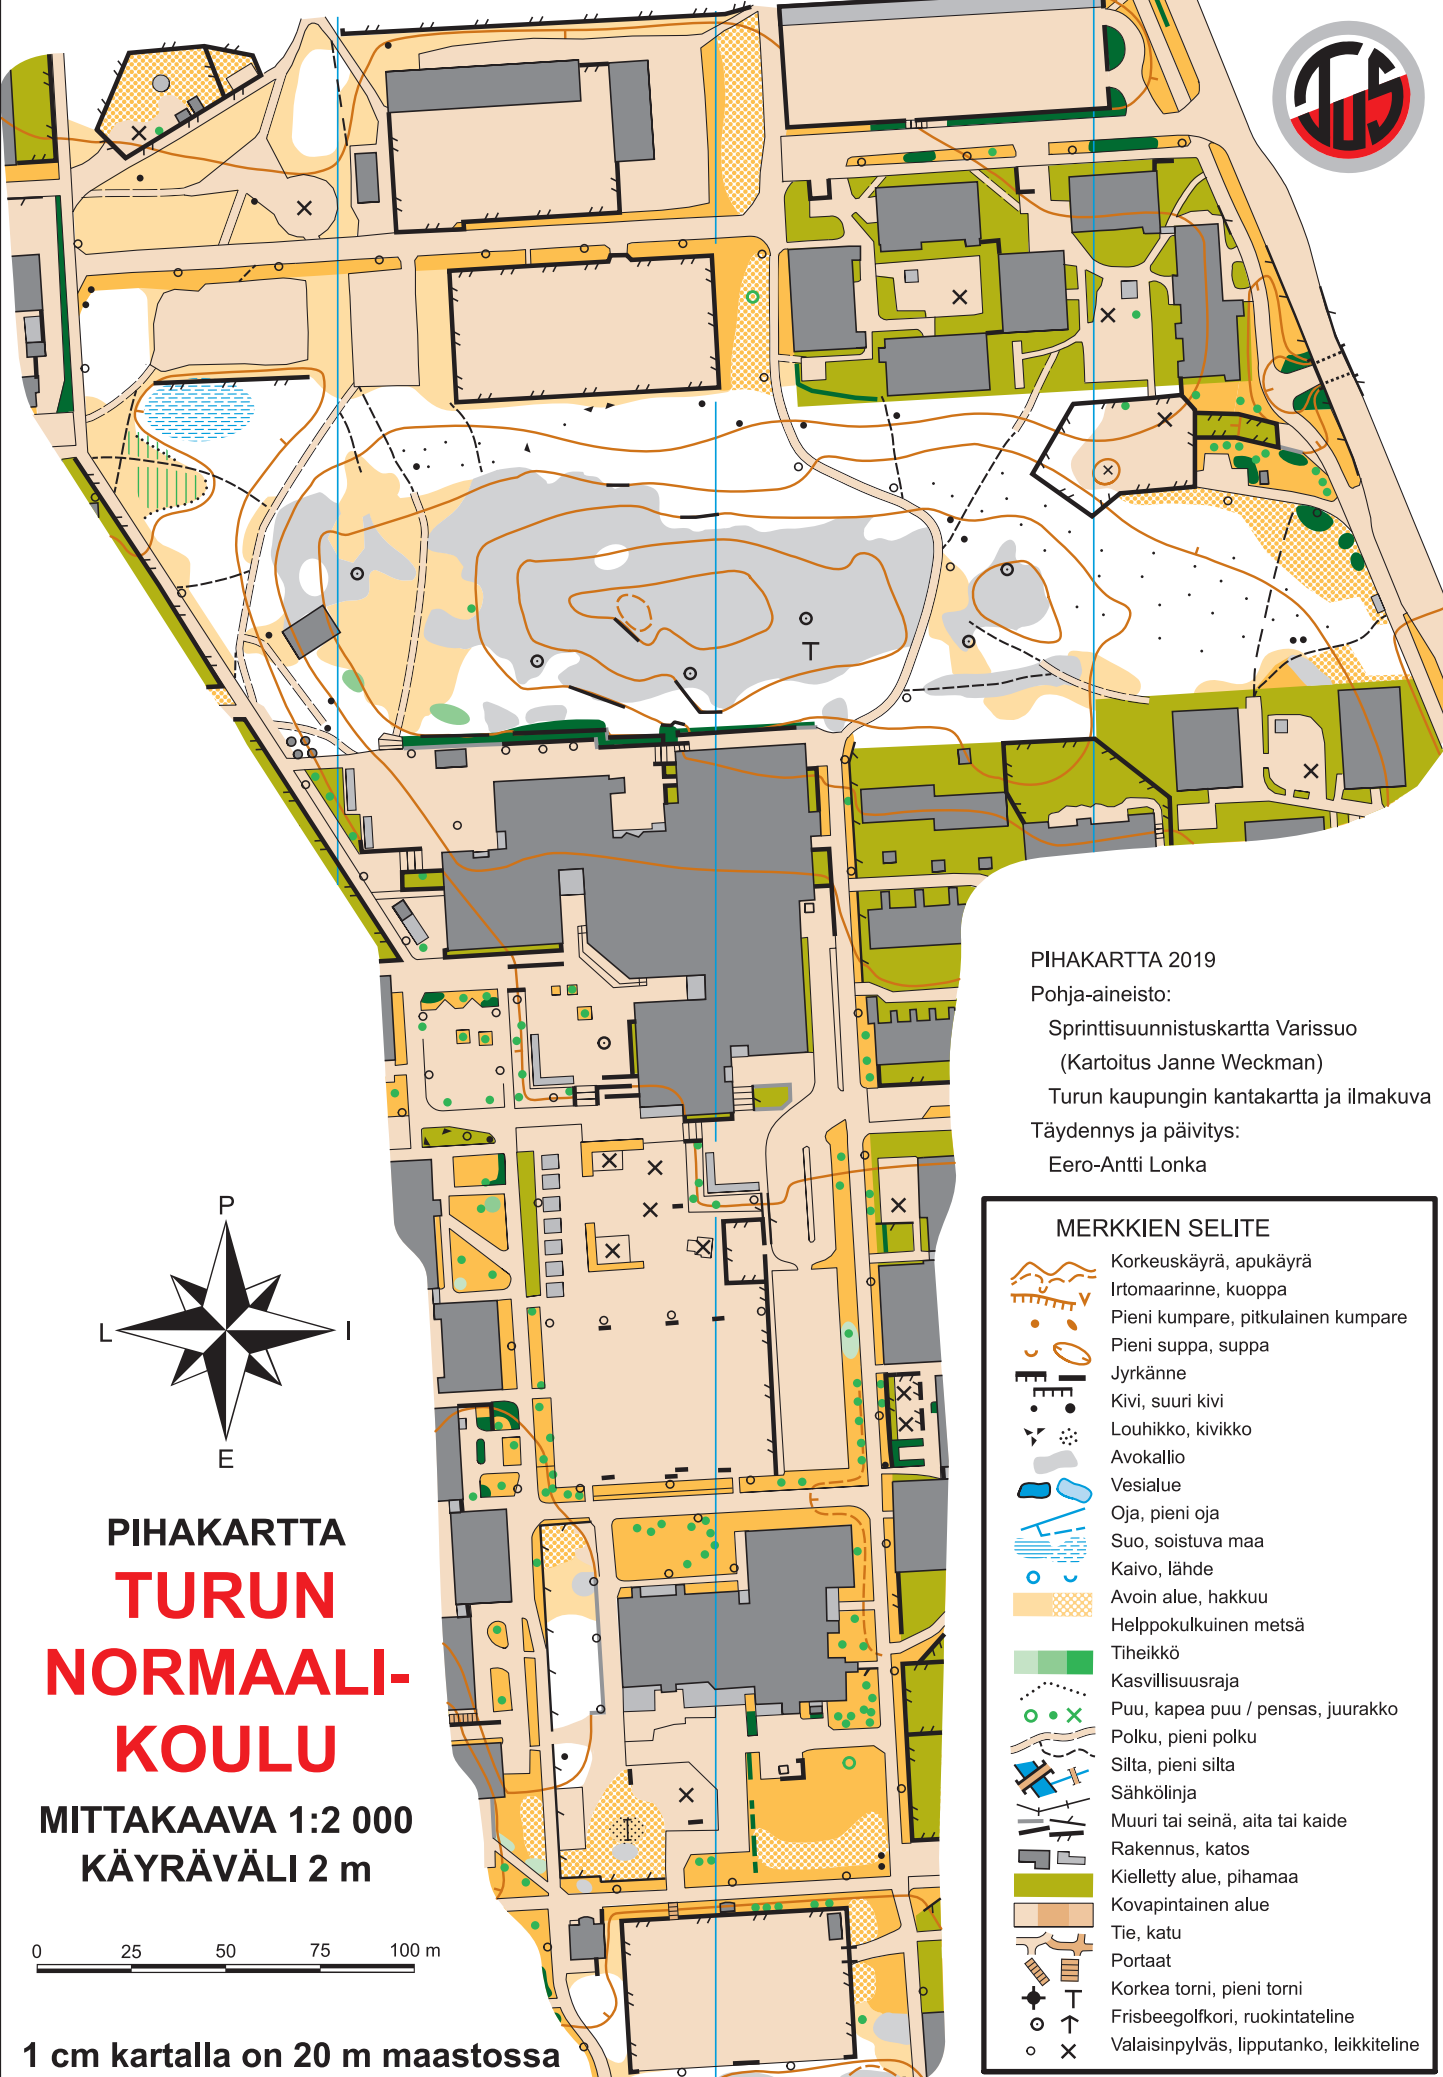 TuS
PIHAKARTTA 2019
Pohja-aineisto:
Sprinttisuunnistuskartta Varissuo
(Kartoitus Janne Weckman)
Turun kaupungin kantakartta ja ilmakuva
Täydennys ja päivitys:
Eero-Antti Lonka
P
L
I
E
PIHAKARTTA
TURUN
NORMAALI-
KOULU
MITTAKAAVA 1:2 000
KÄYRÄVÄLI 2 m
0 25 50 75 100 m
1 cm kartalla on 20 m maastossa
MERKKIEN SELITE
Korkeuskäyrä, apukäyrä
Irtomaarinne, kuoppa
Pieni kumpare, pitkulainen kumpare
Pieni suppa, suppa
Jyrkänne
Kivi, suuri kivi
Louhikko, kivikko
Avokallio
Vesialue
Oja, pieni oja
Suo, soistuva maa
Kaivo, lähde
Avoin alue, hakkuu
Helppokulkuinen metsä
Tiheikkö
Kasvillisuusraja
Puu, kapea puu / pensas, juurakko
Polku, pieni polku
Silta, pieni silta
Sähkölinja
Muuri tai seinä, aita tai kaide
Rakennus, katos
Kielletty alue, pihamaa
Kovapintainen alue
Tie, katu
Portaat
Korkea torni, pieni torni
Frisbeegolfkori, ruokintateline
Valaisinpylväs, lipputanko, leikkiteline